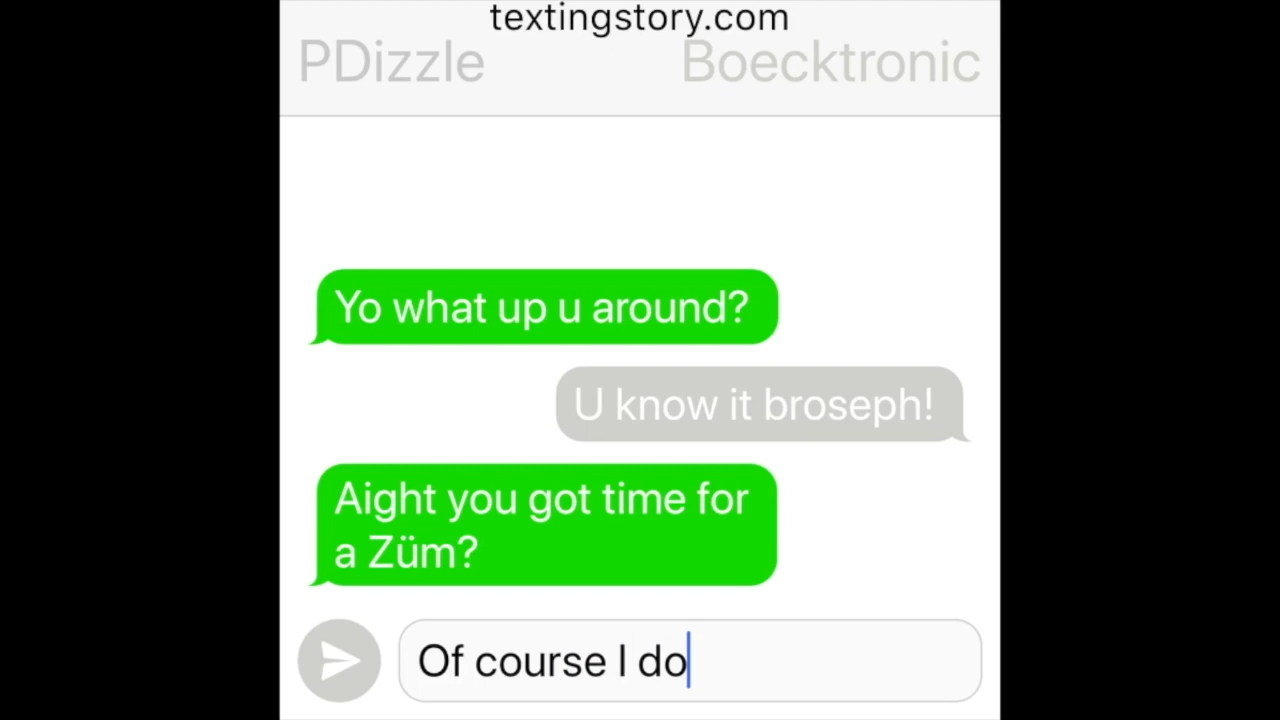 textingstory.com
PDizzle Boecktronic
Yo what up u around?
U know it broseph!
Aight you got time for
a Züm?
Of course I do